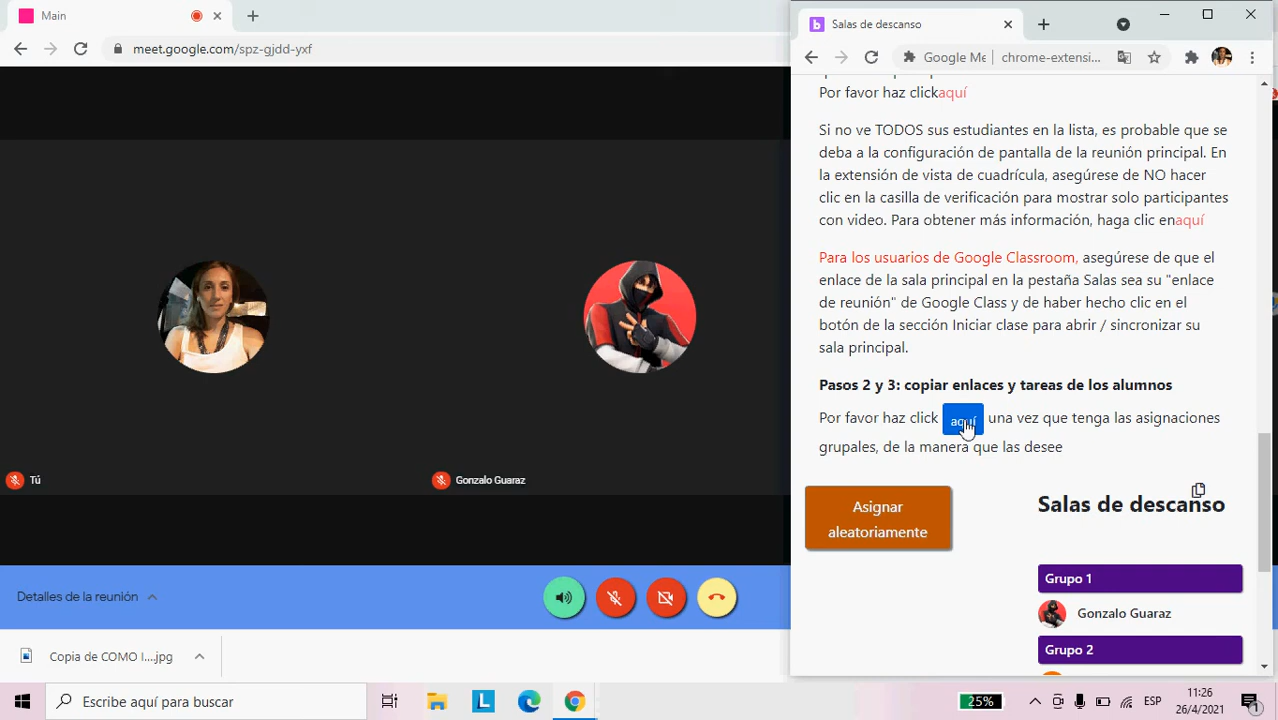 Main
meet.google.com/spz-gjdd-yxf
Tú
Gonzalo Guaraz
Detalles de la reunión
Copia de COMO I....jpg
Escribe aquí para buscar
b Salas de descanso
Google Me
chrome-extensi...
Por favor haz clickaquí
Si no ve TODOS sus estudiantes en la lista, es probable que se
deba a la configuración de pantalla de la reunión principal. En
la extensión de vista de cuadrícula, asegúrese de NO hacer
clic en la casilla de verificación para mostrar solo participantes
con video. Para obtener más información, haga clic enaquí
Para los usuarios de Google Classroom, asegúrese de que el
enlace de la sala principal en la pestaña Salas sea su "enlace
de reunión" de Google Class y de haber hecho clic en el
botón de la sección Iniciar clase para abrir / sincronizar su
sala principal.
Pasos 2 y 3: copiar enlaces y tareas de los alumnos
Por favor haz click aquí una vez que tenga las asignaciones
grupales, de la manera que las desee
Asignar
aleatoriamente
Salas de descanso
Grupo 1
Gonzalo Guaraz
Grupo 2
L
25%
ESP
11:26
26/4/2021
1